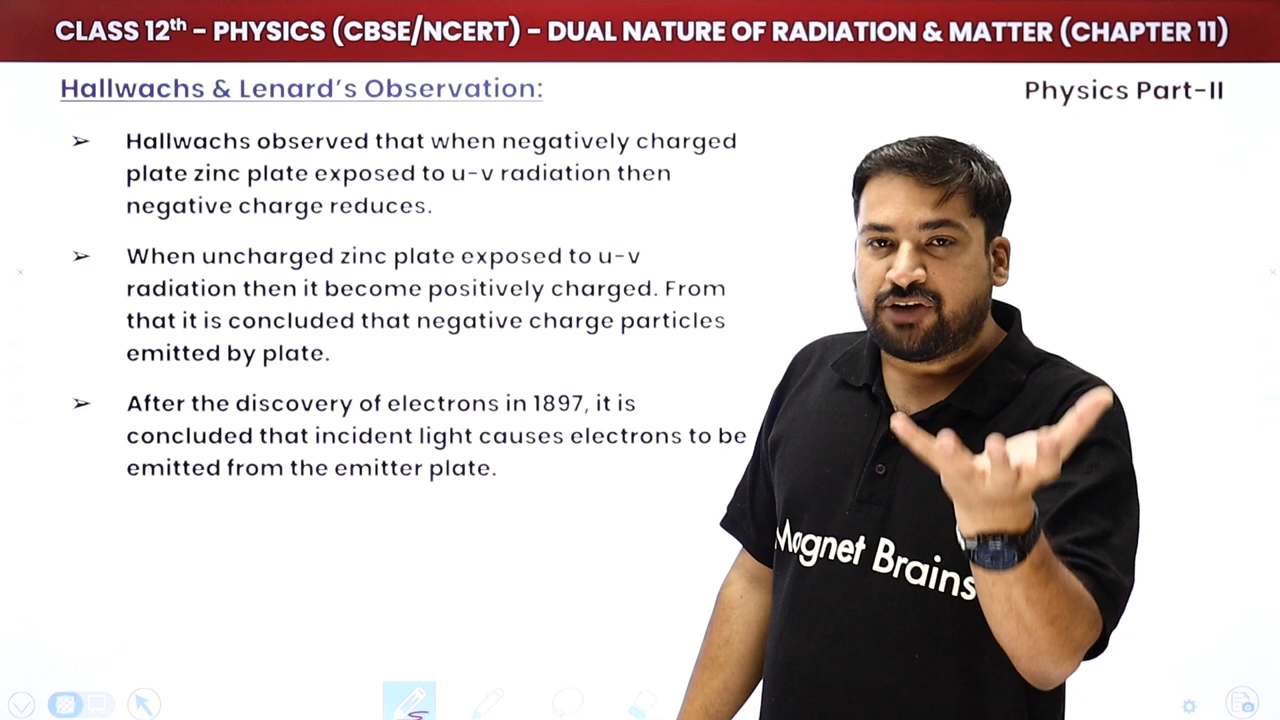 CLASS 12th – PHYSICS (CBSE/NCERT) – DUAL NATURE OF RADIATION & MATTER (CHAPTER 11)
Hallwachs & Lenard's Observation:
Physics Part-II
➢ Hallwachs observed that when negatively charged
plate zinc plate exposed to u-v radiation then
negative charge reduces.
➢ When uncharged zinc plate exposed to u-v
radiation then it become positively charged. From
that it is concluded that negative charge particles
emitted by plate.
➢ After the discovery of electrons in 1897, it is
concluded that incident light causes electrons to be
emitted from the emitter plate.
Magnet Brains